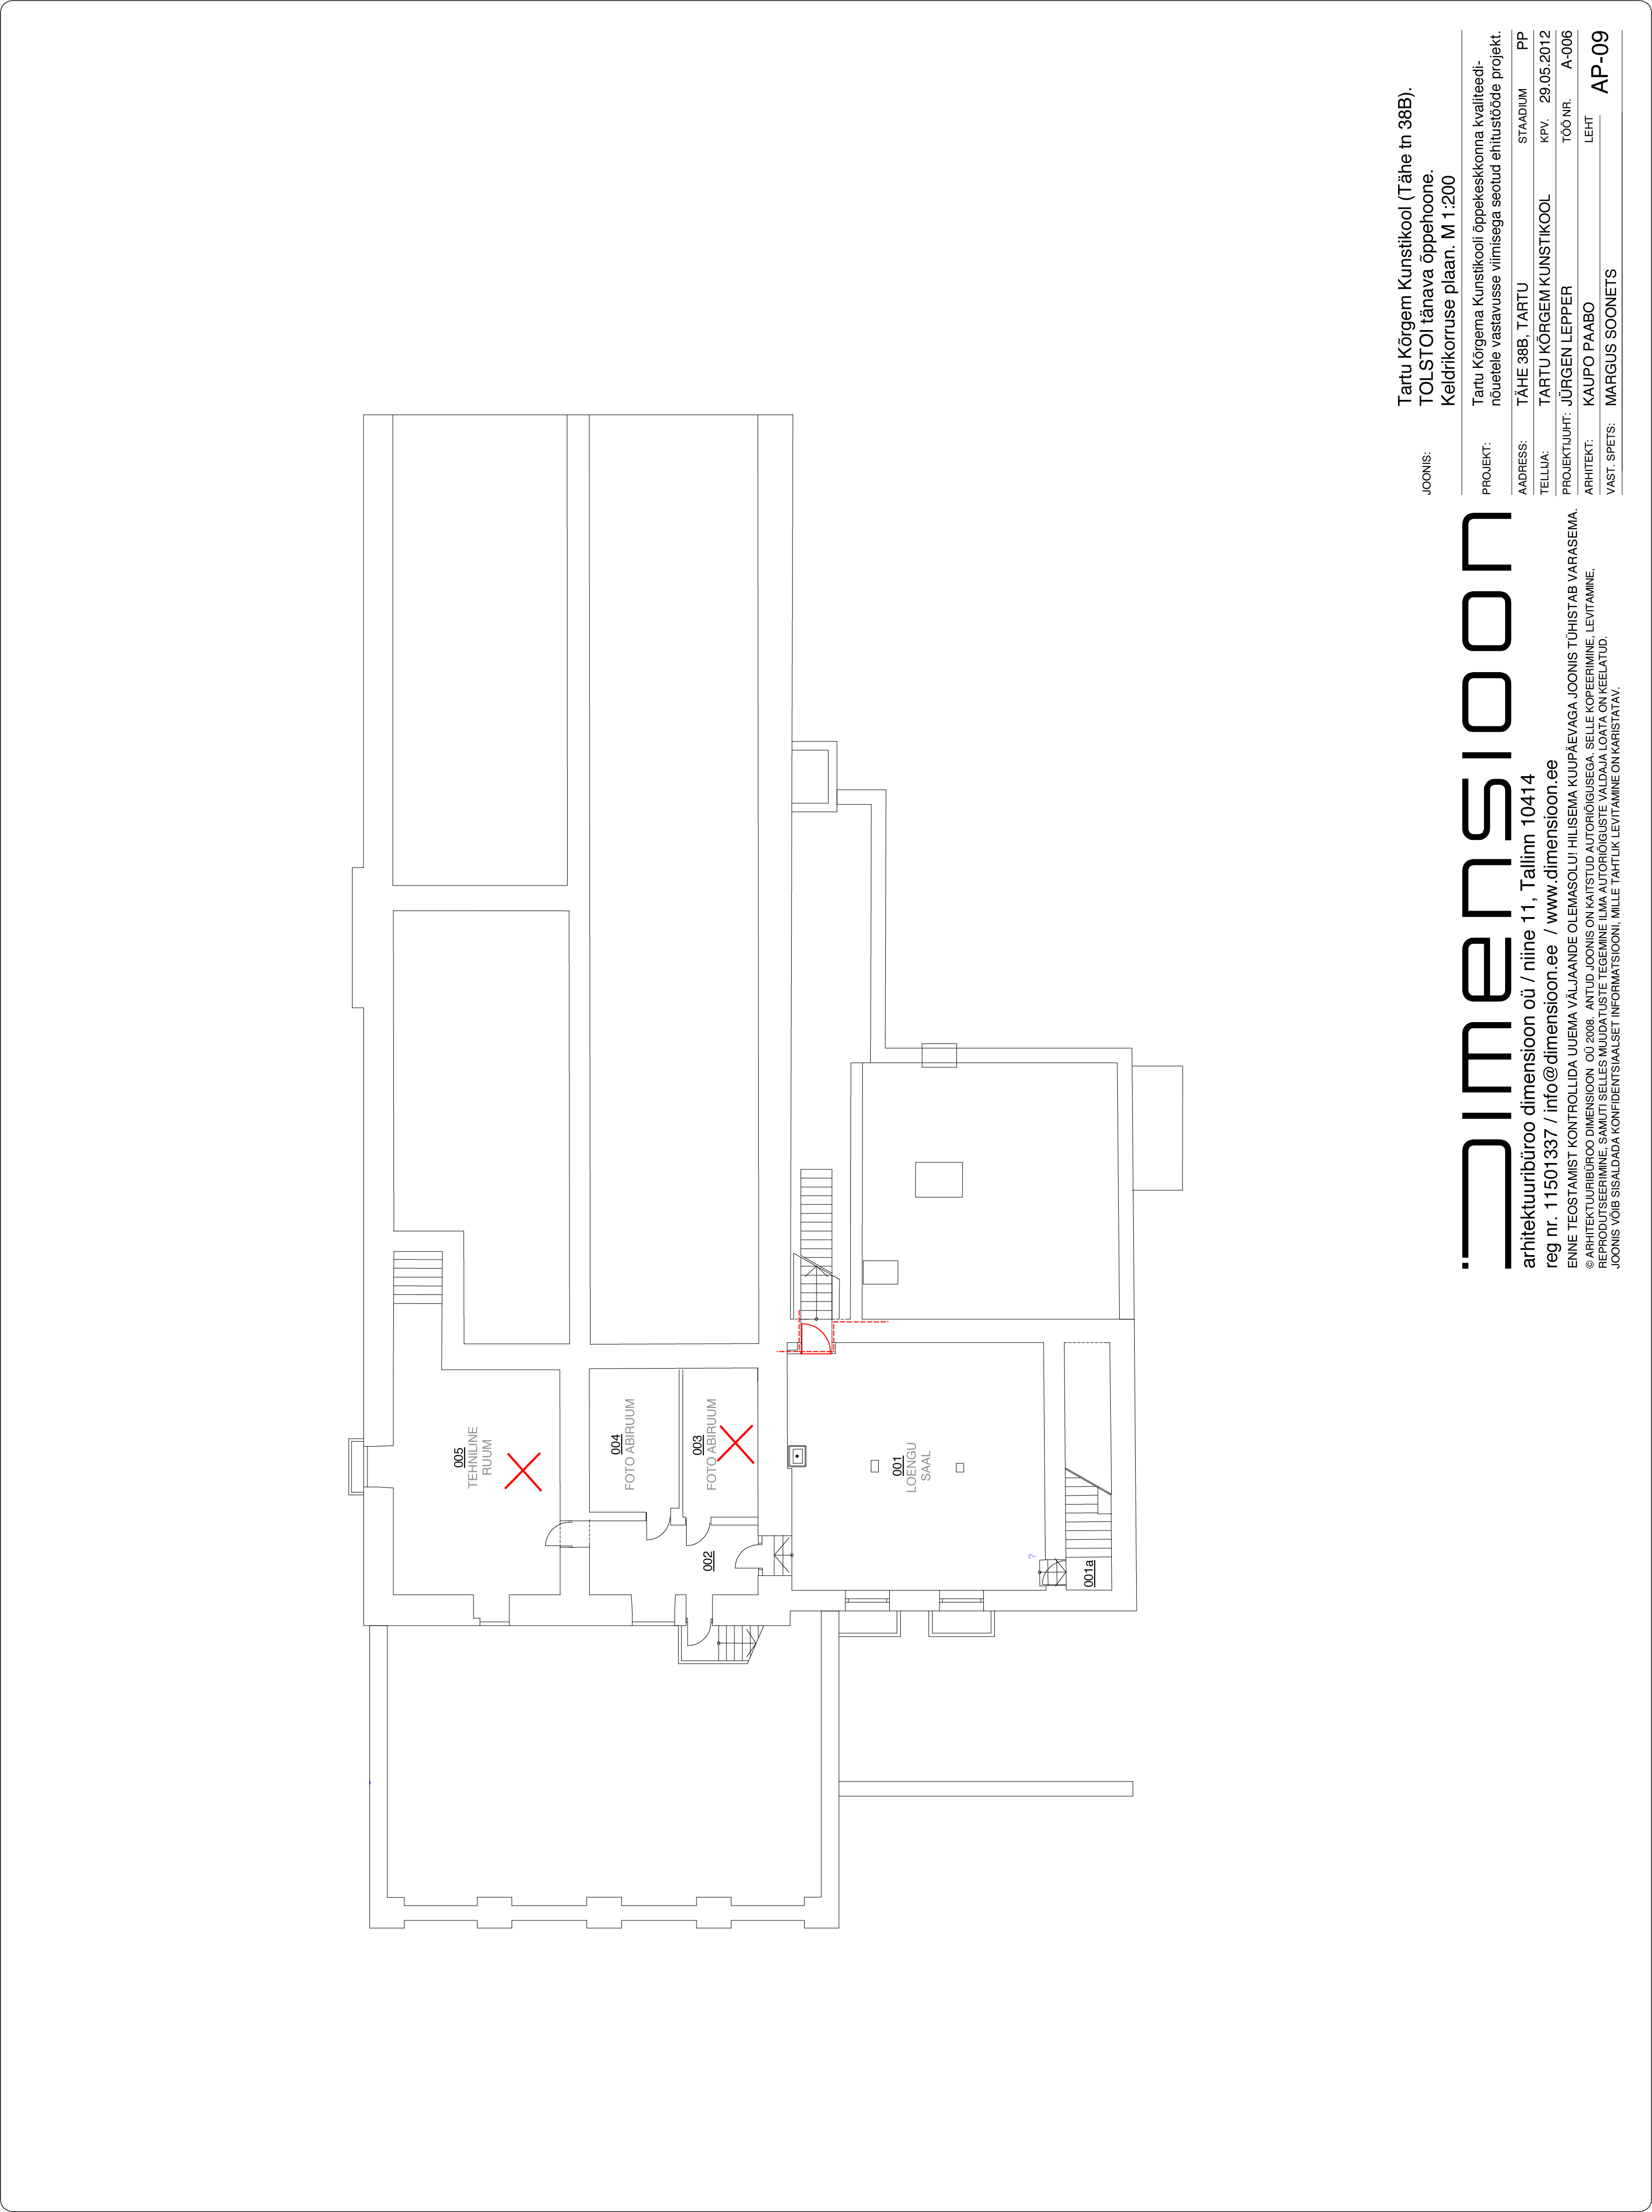 005
TEHNILINE
RUUM
004
FOTO ABIRUUM
003
FOTO ABIRUUM
002
001
LOENGU
SAAL
?
001a
JOONIS:
Tartu Kõrgem Kunstikool (Tähe tn 38B).
TOLSTOI tänava õppehoone.
Keldrikorruse plaan. M 1:200
PROJEKT:
Tartu Kõrgema Kunstikooli õppekeskkonna kvaliteedi-
nõuetele vastavusse viimisega seotud ehitustööde projekt.
AADRESS: TÄHE 38B, TARTU STAADIUM PP
TELLIJA: TARTU KÕRGEM KUNSTIKOOL KPV. 29.05.2012
PROJEKTIJUHT: JÜRGEN LEPPER TÖÖ NR. A-006
ARHITEKT: KAUPO PAABO LEHT AP-09
VAST. SPETS: MARGUS SOONETS
Dimensioon
arhitektuuribüroo dimensioon oü / niine 11, Tallinn 10414
reg nr. 11501337 / info@dimensioon.ee / www.dimensioon.ee
ENNE TEOSTAMIST KONTROLLIDA UUEMA VÄLJAANDE OLEMASOLU! HILISEMA KUUPÄEVAGA JOONIS TÜHISTAB VARASEMA.
© ARHITEKTUURIBÜROO DIMENSIOON OÜ 2008. ANTUD JOONIS ON KAITSTUD AUTORIÕIGUSEGA. SELLE KOPEERIMINE, LEVITAMINE,
REPRODUTSEERIMINE, SAMUTI SELLES MUUDATUSTE TEGEMINE ILMA AUTORIÕIGUSTE VALDAJA LOATA ON KEELATUD.
JOONIS VÕIB SISALDADA KONFIDENTSIAALSET INFORMATSIOONI, MILLE TAHTLIK LEVITAMINE ON KARISTATAV.